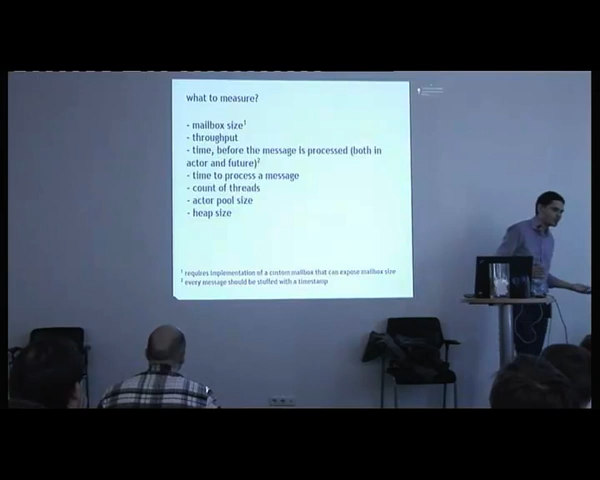 what to measure?
- mailbox size¹
- throughput
- time, before the message is processed (both in
actor and future)²
- time to process a message
- count of threads
- actor pool size
- heap size
¹ requires implementation of a custom mailbox that can expose mailbox size
² every message should be stuffed with a timestamp